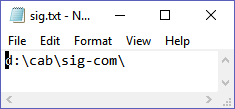 sig.txt - N...
File Edit Format View Help
d:\cab\sig-com\